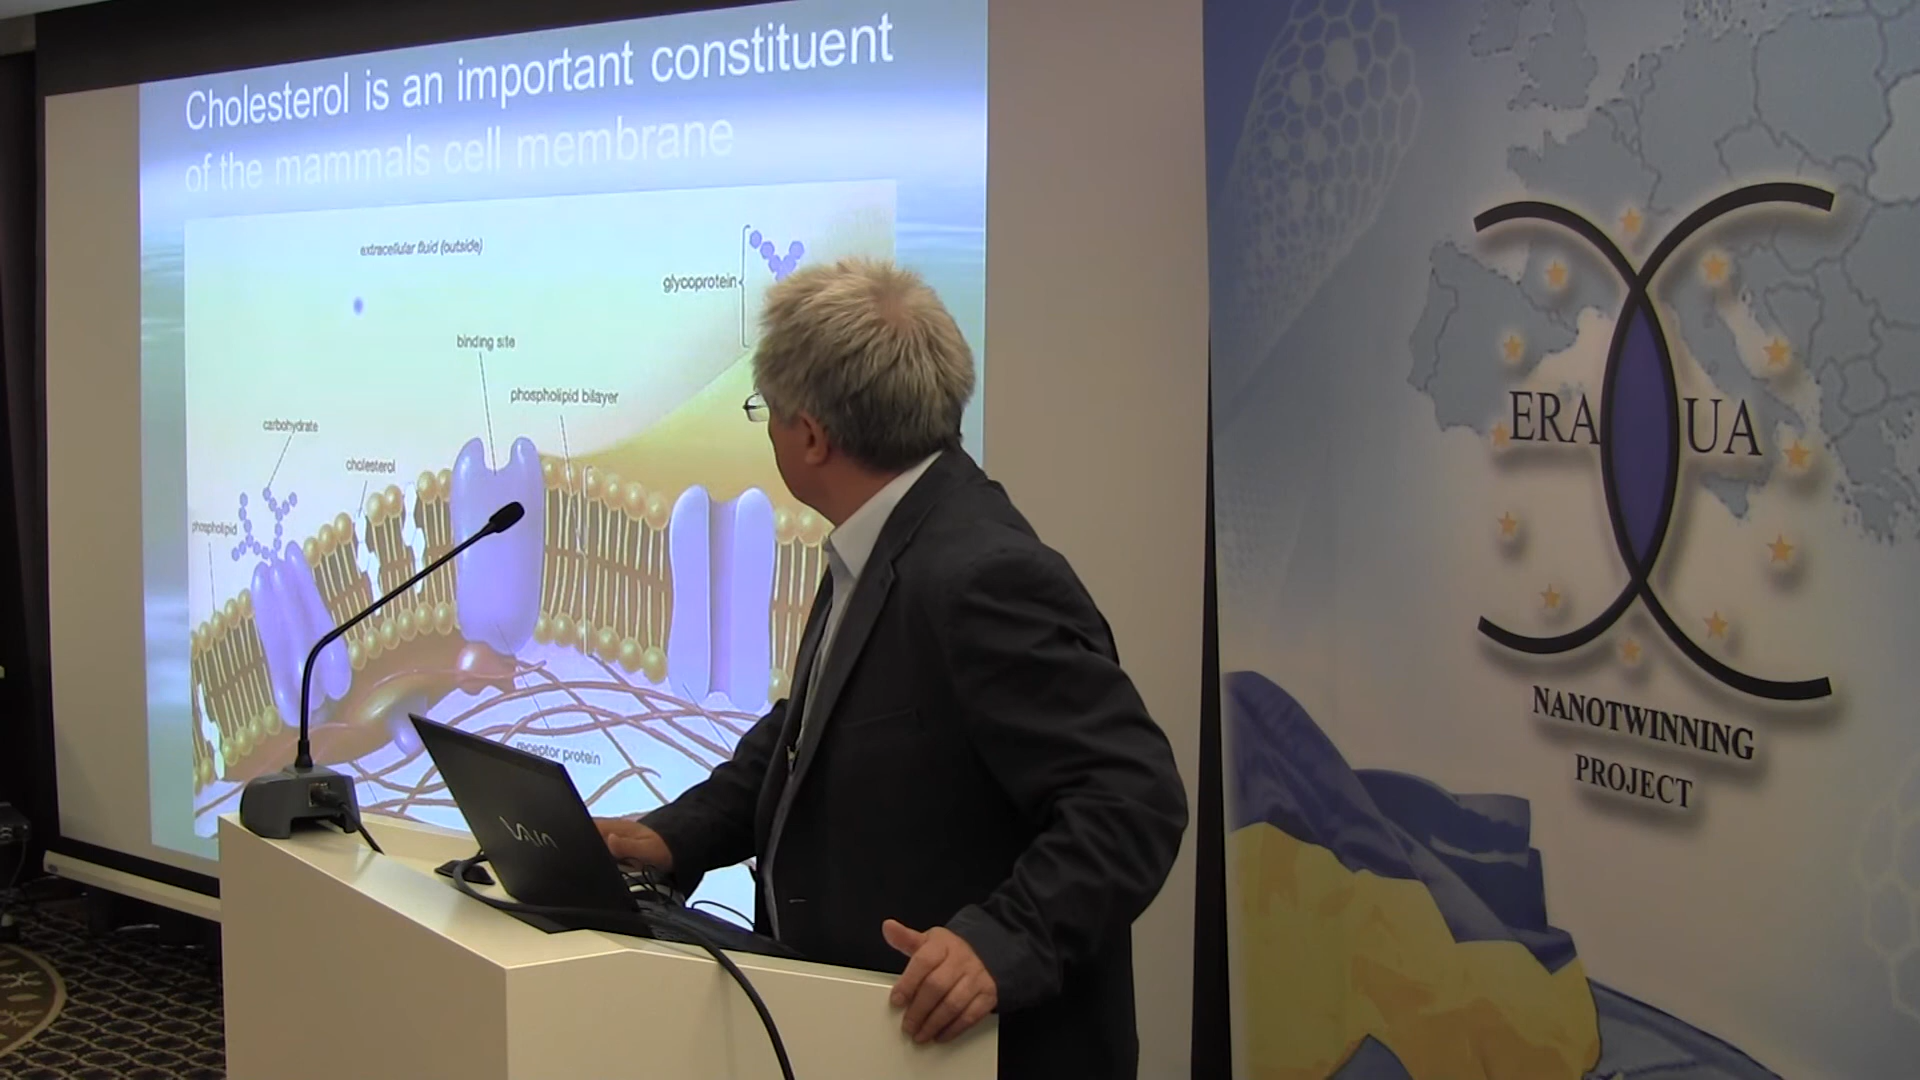 Cholesterol is an important constituent
of the mammals cell membrane
extracellular fluid (outside)
glycoprotein
binding site
phospholipid bilayer
carbohydrate
cholesterol
phospholipid
receptor protein
VAIO
ERA UA
NANOTWINNING
PROJECT